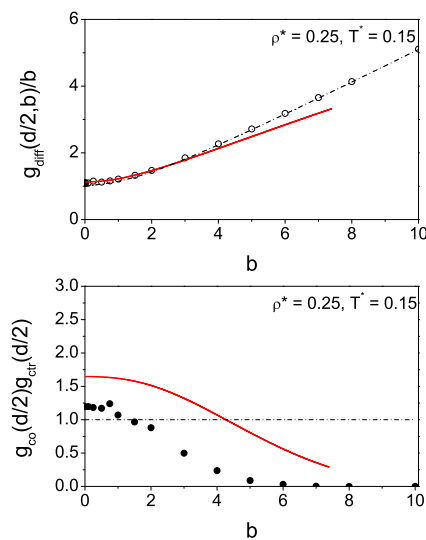 6
ρ* = 0.25, T* = 0.15
4
2
0
g_diff(d/2,b)/b
0 2 4 6 8 10
b
3.0
ρ* = 0.25, T* = 0.15
2.5
2.0
1.5
1.0
0.5
0.0
g_co(d/2)g_ctr(d/2)
0 2 4 6 8 10
b